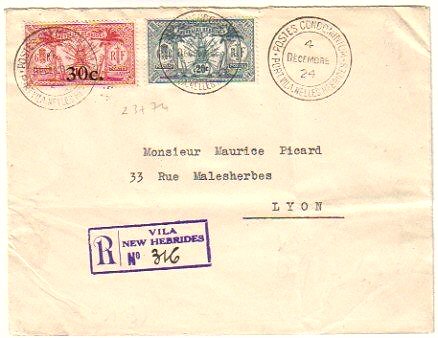 30c.
R F
20c
POSTES CONDOMINIUM
4
DECEMBRE
24
PORT VILA NELLES HEBRIDES
23+24
Monsieur Maurice Picard
33 Rue Malesherbes
LYON
VILA
R NEW HEBRIDES
Nº 316